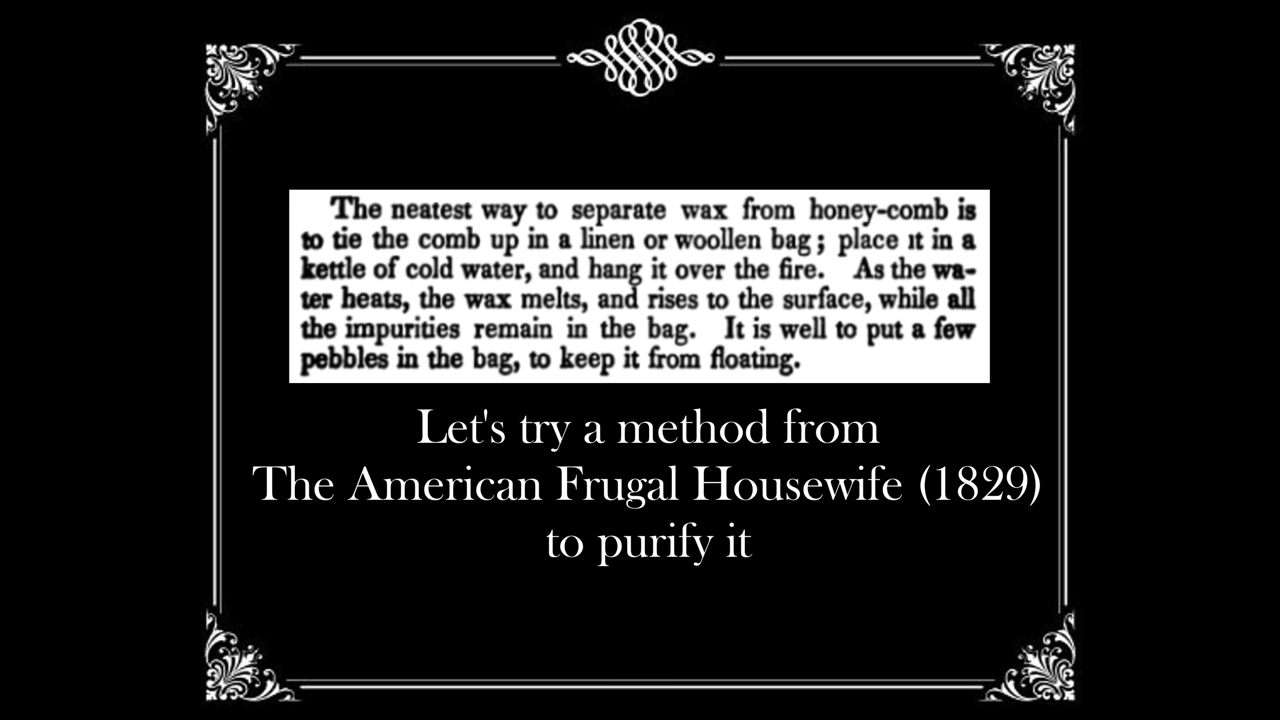 The neatest way to separate wax from honey-comb is
to tie the comb up in a linen or woollen bag; place it in a
kettle of cold water, and hang it over the fire. As the wa-
ter heats, the wax melts, and rises to the surface, while all
the impurities remain in the bag. It is well to put a few
pebbles in the bag, to keep it from floating.
Let's try a method from
The American Frugal Housewife (1829)
to purify it